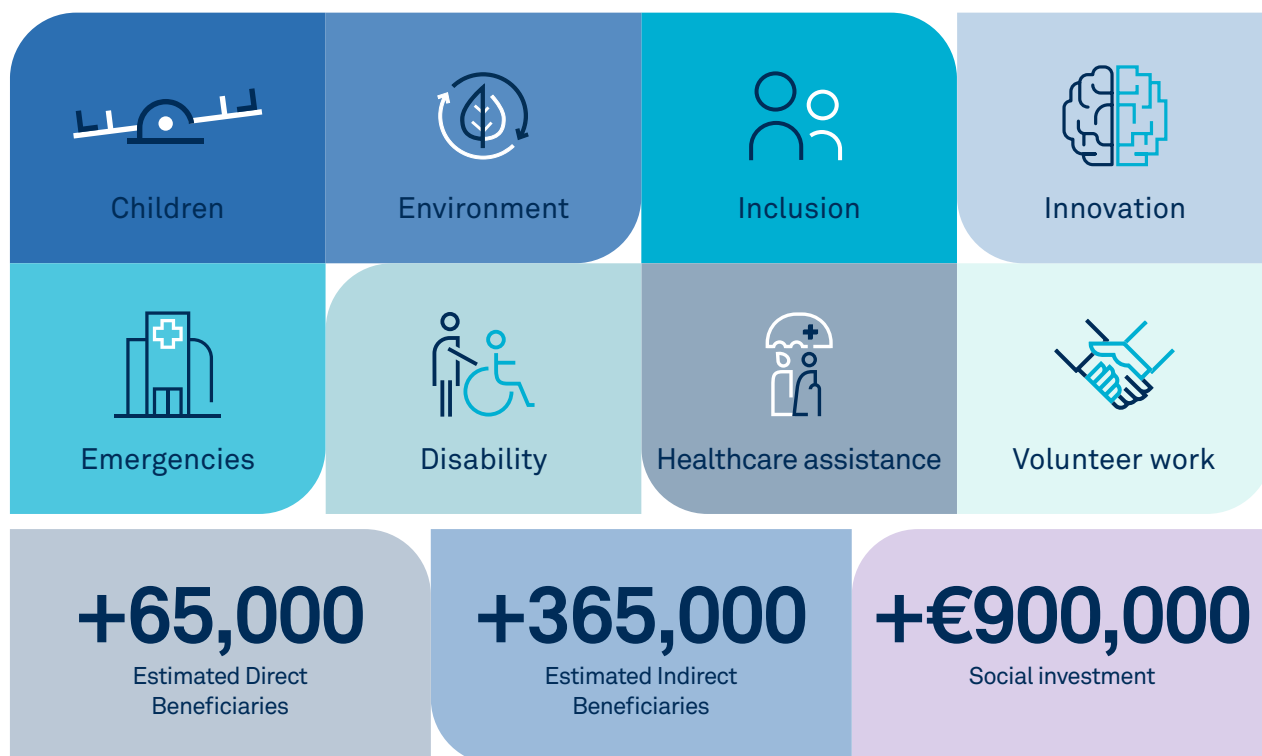 Children
Environment
Inclusion
Innovation
Emergencies
Disability
Healthcare assistance
Volunteer work
+65,000
Estimated Direct
Beneficiaries
+365,000
Estimated Indirect
Beneficiaries
+€900,000
Social investment